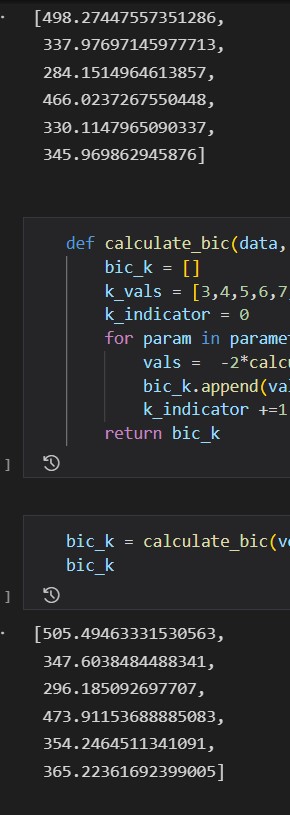 [498.27447557351286,
337.97697145977713,
284.1514964613857,
466.0237267550448,
330.1147965090337,
345.969862945876]
def calculate_bic(data,
bic_k = []
k_vals = [3,4,5,6,7,
k_indicator = 0
for param in paramet
vals =  -2*calcu
bic_k.append(val
k_indicator +=1
return bic_k
]
bic_k = calculate_bic(ve
bic_k
]
[505.49463331530563,
347.6038484488341,
296.185092697707,
473.91153688885083,
354.2464511341091,
365.22361692399005]